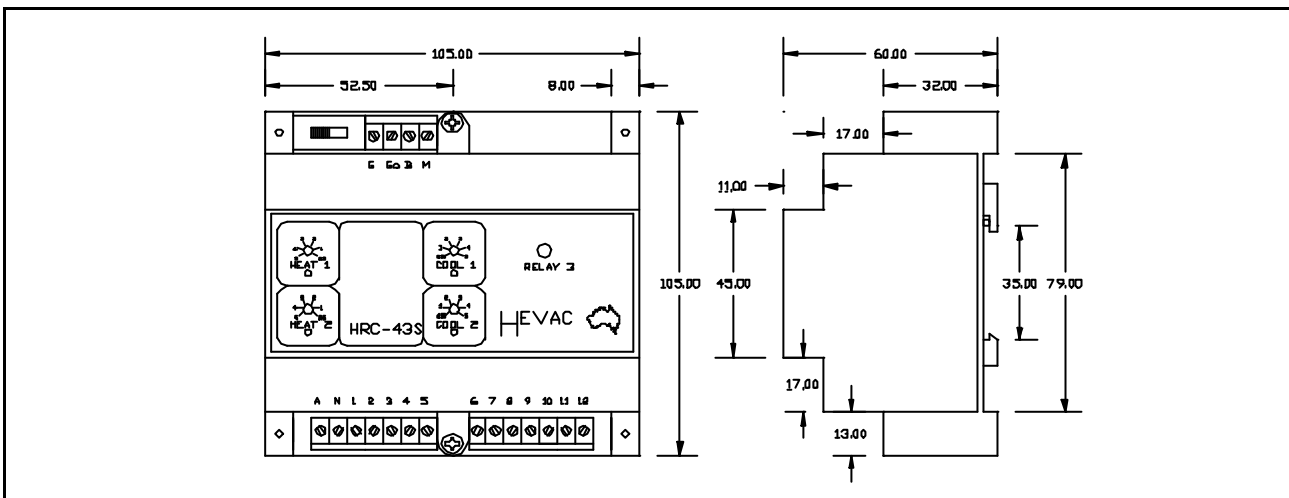 105.00
60.00
52.50
8.00
32.00
17.00
G Go B M
11.00
HEAT 1
COOL 1
RELAY 3
105.00
45.00
35.00
79.00
HEAT 2
HRC-43S
COOL 2
HEVAC
17.00
A N 1 2 3 4 5 6 7 8 9 10 11 12
13.00